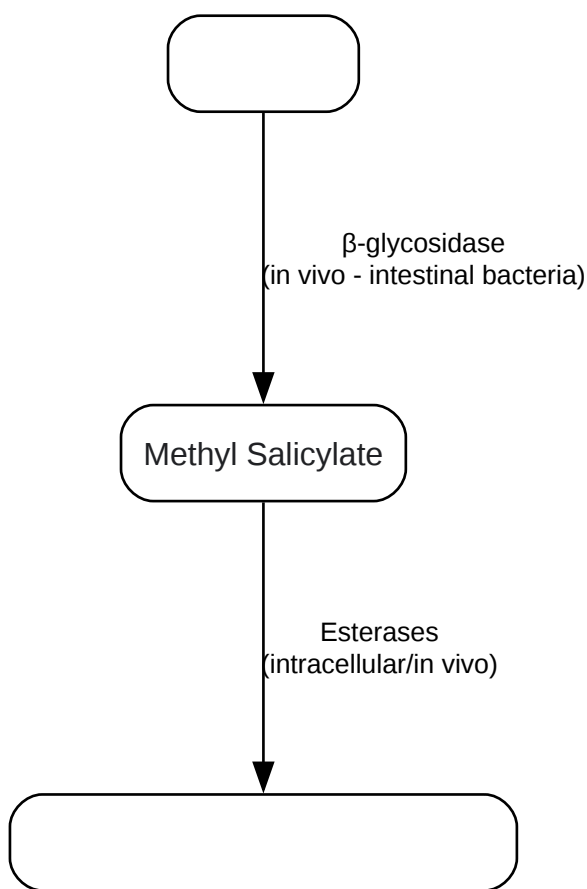 β-glycosidase
(in vivo - intestinal bacteria)
Methyl Salicylate
Esterases
(intracellular/in vivo)